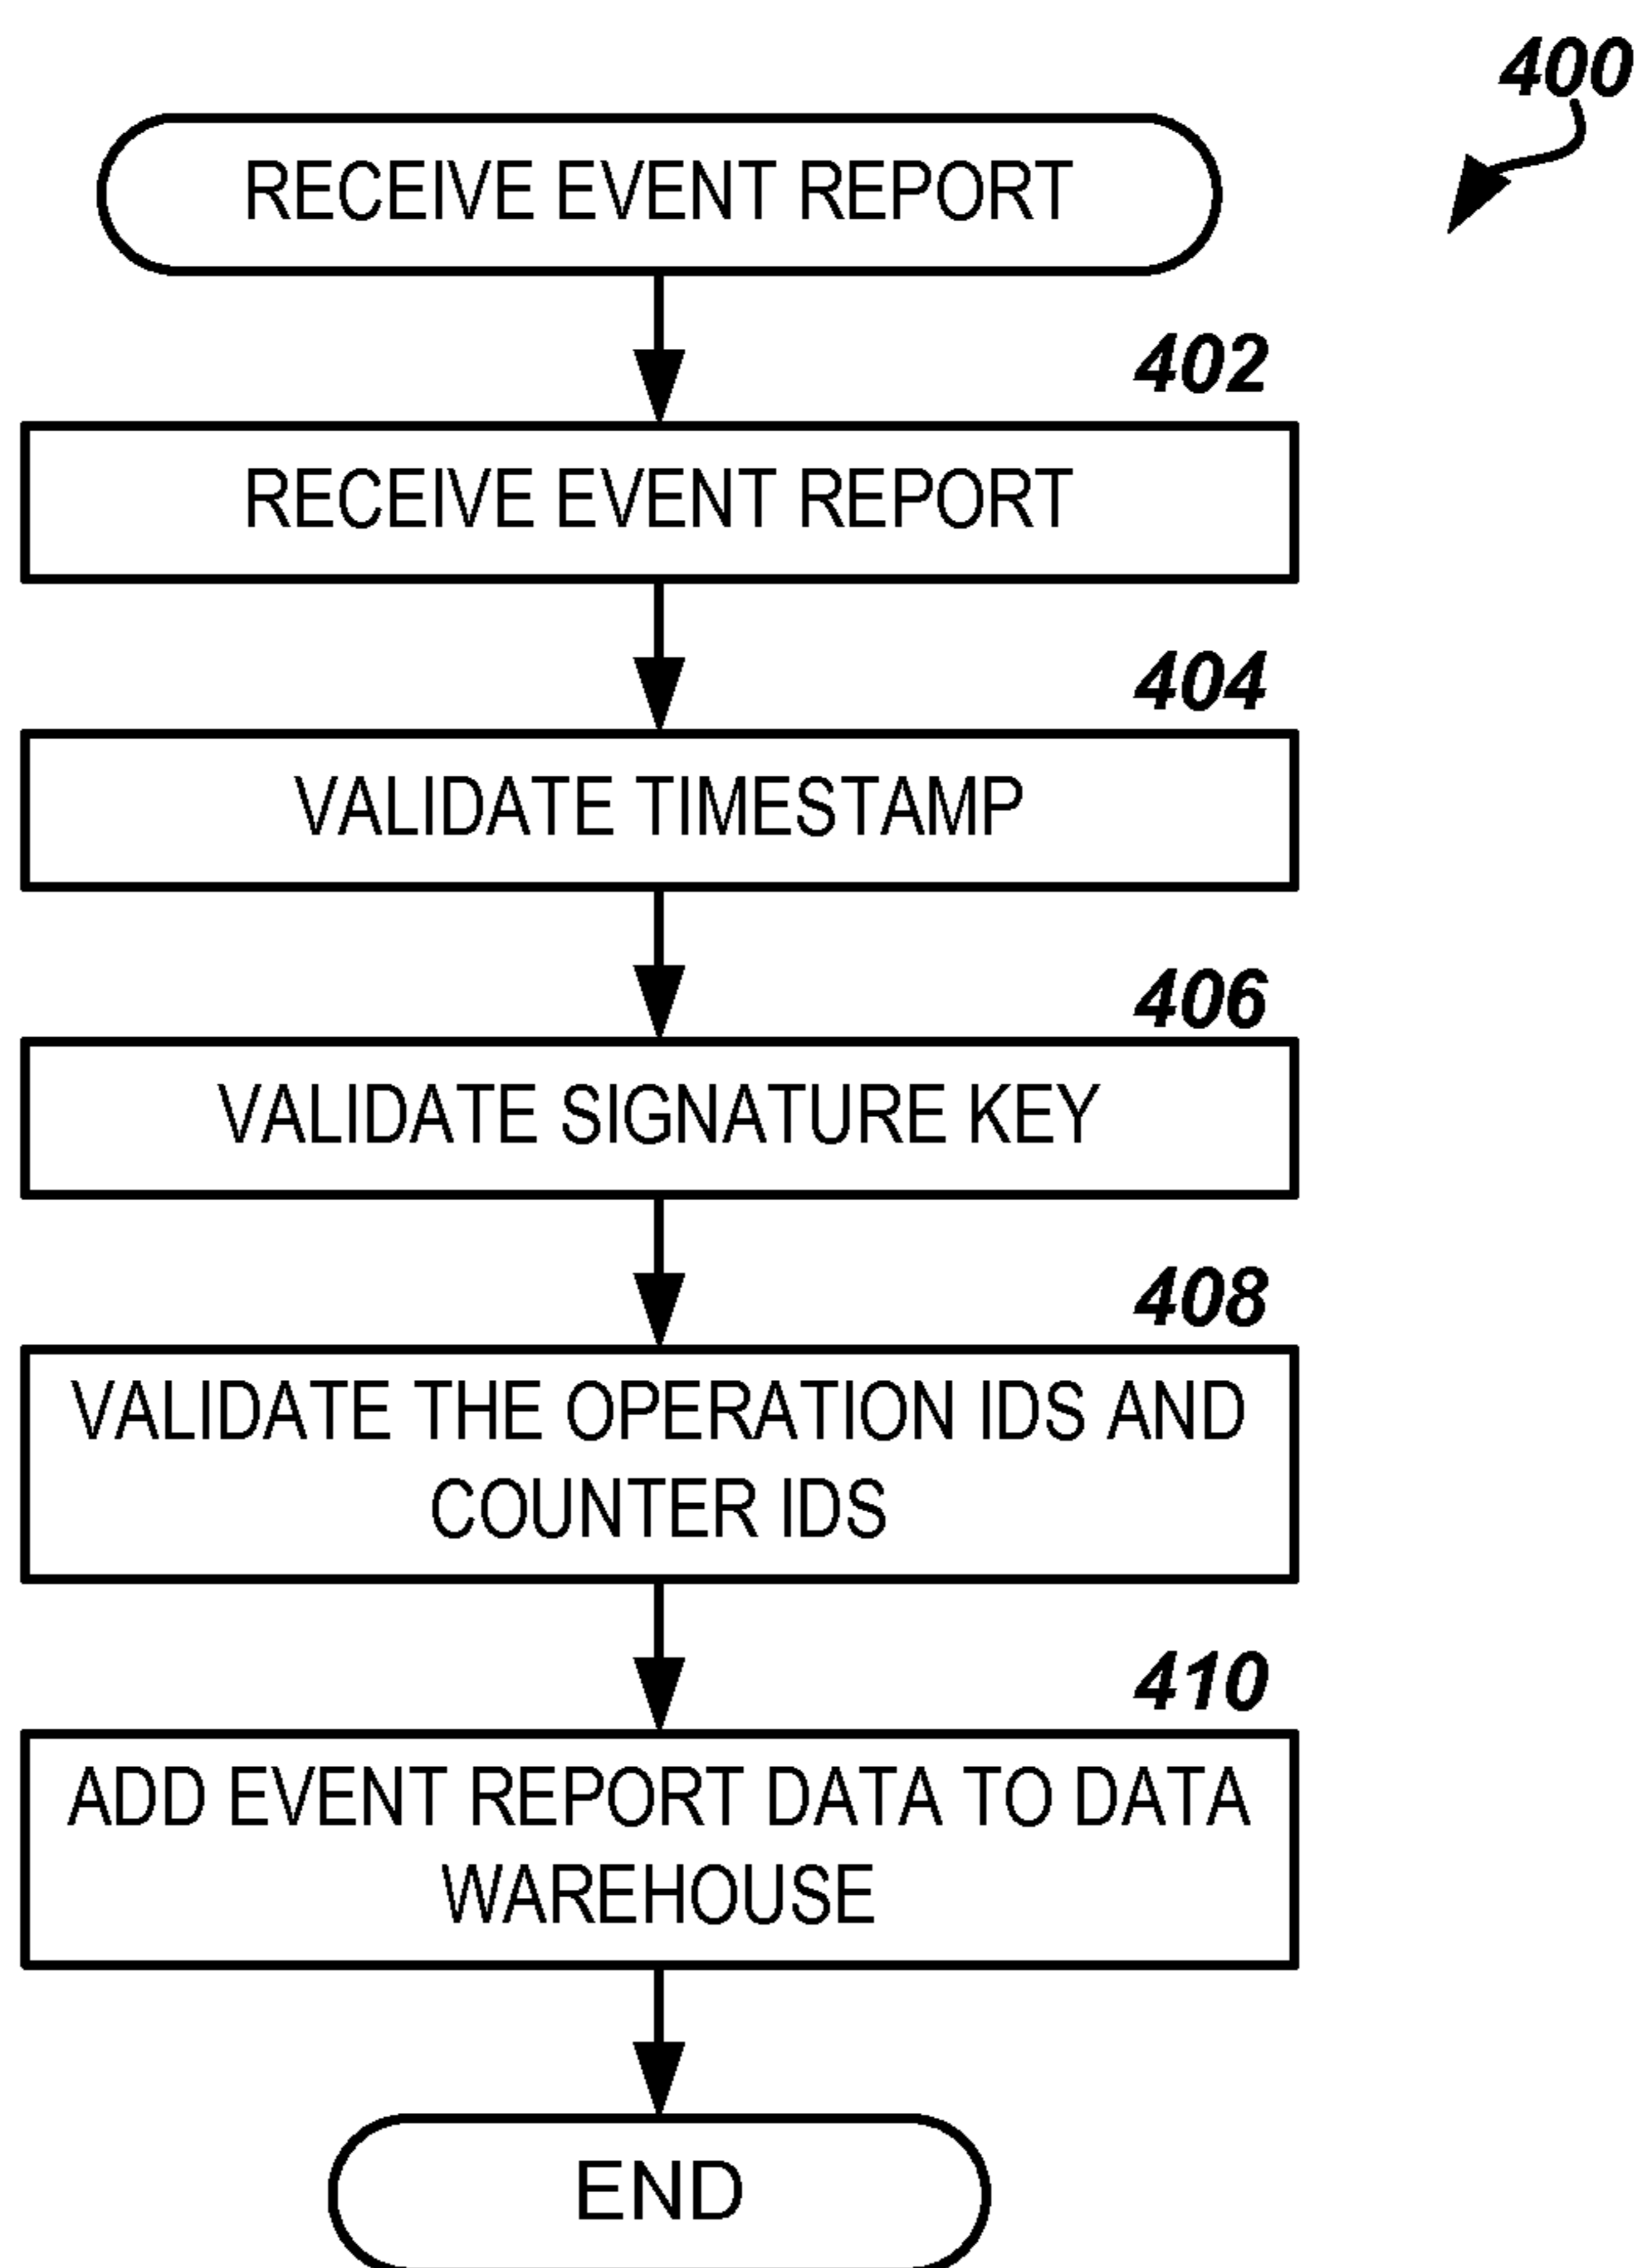 400
RECEIVE EVENT REPORT
402
RECEIVE EVENT REPORT
404
VALIDATE TIMESTAMP
406
VALIDATE SIGNATURE KEY
408
VALIDATE THE OPERATION IDS AND
COUNTER IDS
410
ADD EVENT REPORT DATA TO DATA
WAREHOUSE
END